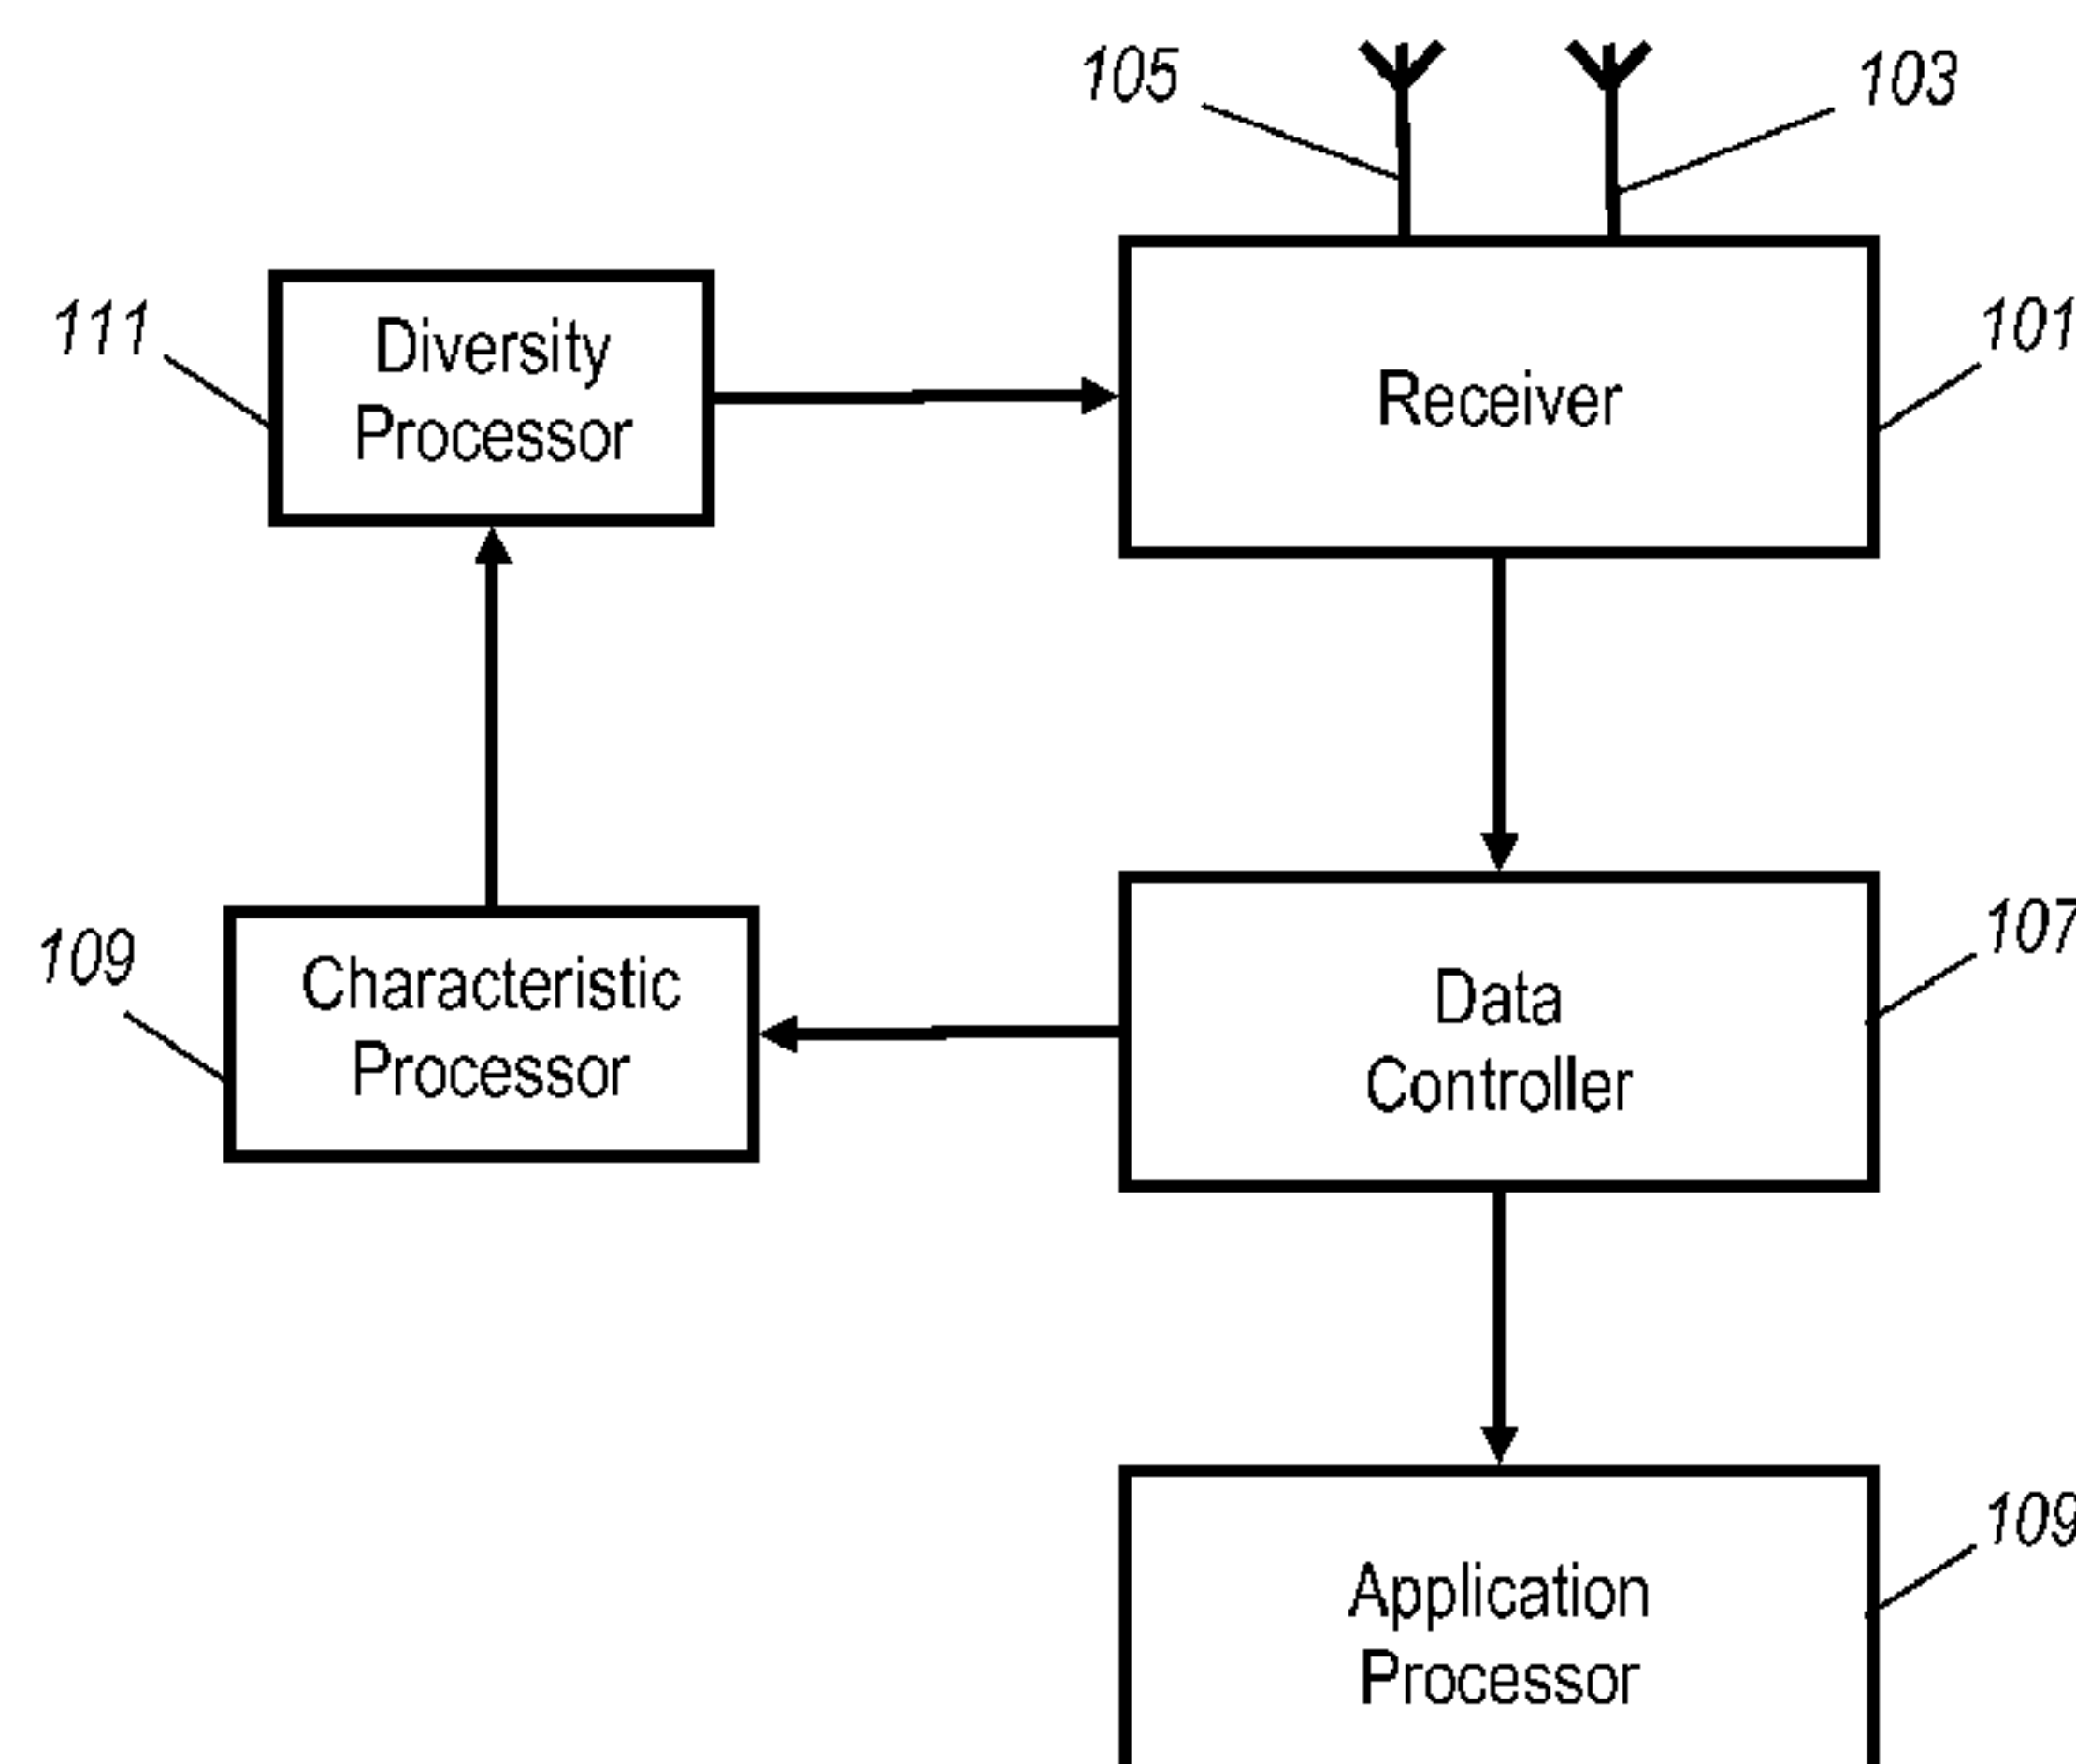 105
103
111
Diversity
Processor
Receiver
101
109
Characteristic
Processor
Data
Controller
107
Application
Processor
109